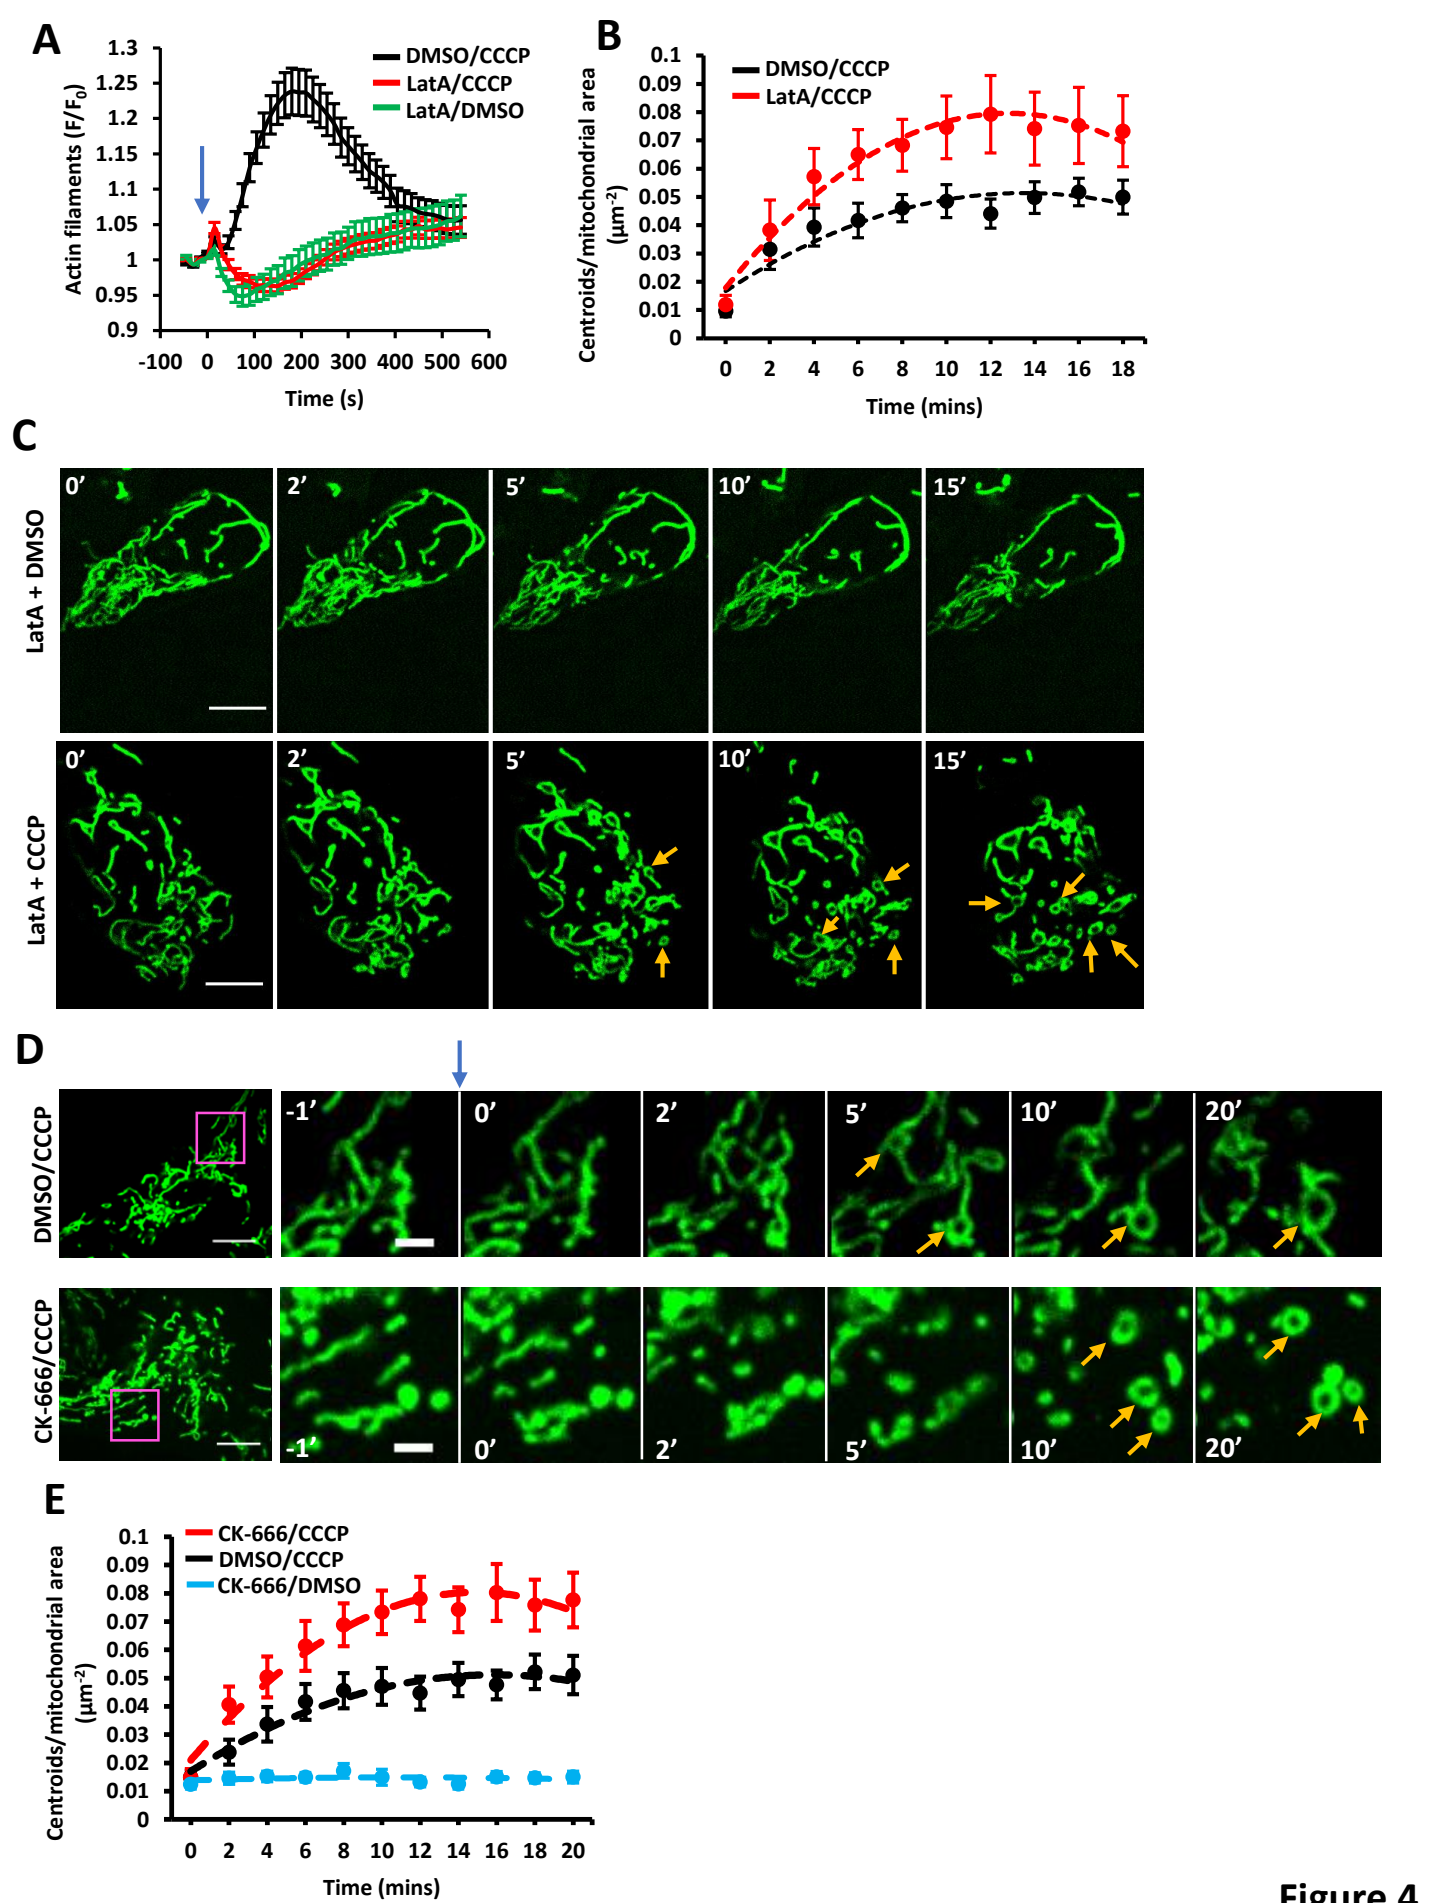 A
1.3
1.25
1.2
1.15
1.1
1.05
1
0.95
0.9
Actin filaments (F/F0)
-100 0 100 200 300 400 500 600
Time (s)
DMSO/CCCP
LatA/CCCP
LatA/DMSO
B
0.1
0.09
0.08
0.07
0.06
0.05
0.04
0.03
0.02
0.01
0
Centroids/mitochondrial area
(µm-2)
0 2 4 6 8 10 12 14 16 18
Time (mins)
DMSO/CCCP
LatA/CCCP
C
LatA + DMSO
0’ 2’ 5’ 10’ 15’
LatA + CCCP
0’ 2’ 5’ 10’ 15’
D
DMSO/CCCP
-1’ 0’ 2’ 5’ 10’ 20’
CK-666/CCCP
-1’ 0’ 2’ 5’ 10’ 20’
E
0.1
0.09
0.08
0.07
0.06
0.05
0.04
0.03
0.02
0.01
0
Centroids/mitochondrial area
(µm-2)
0 2 4 6 8 10 12 14 16 18 20
Time (mins)
CK-666/CCCP
DMSO/CCCP
CK-666/DMSO
Figure 4